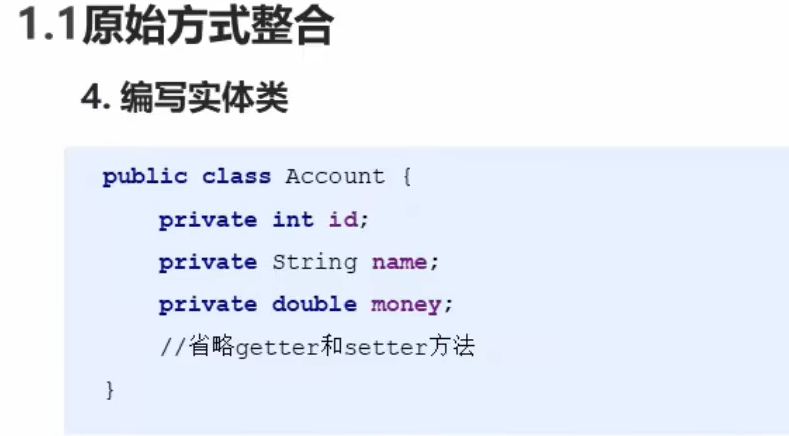 1.1原始方式整合
4. 编写实体类
public class Account {
private int id;
private String name;
private double money;
//省略getter和setter方法
}